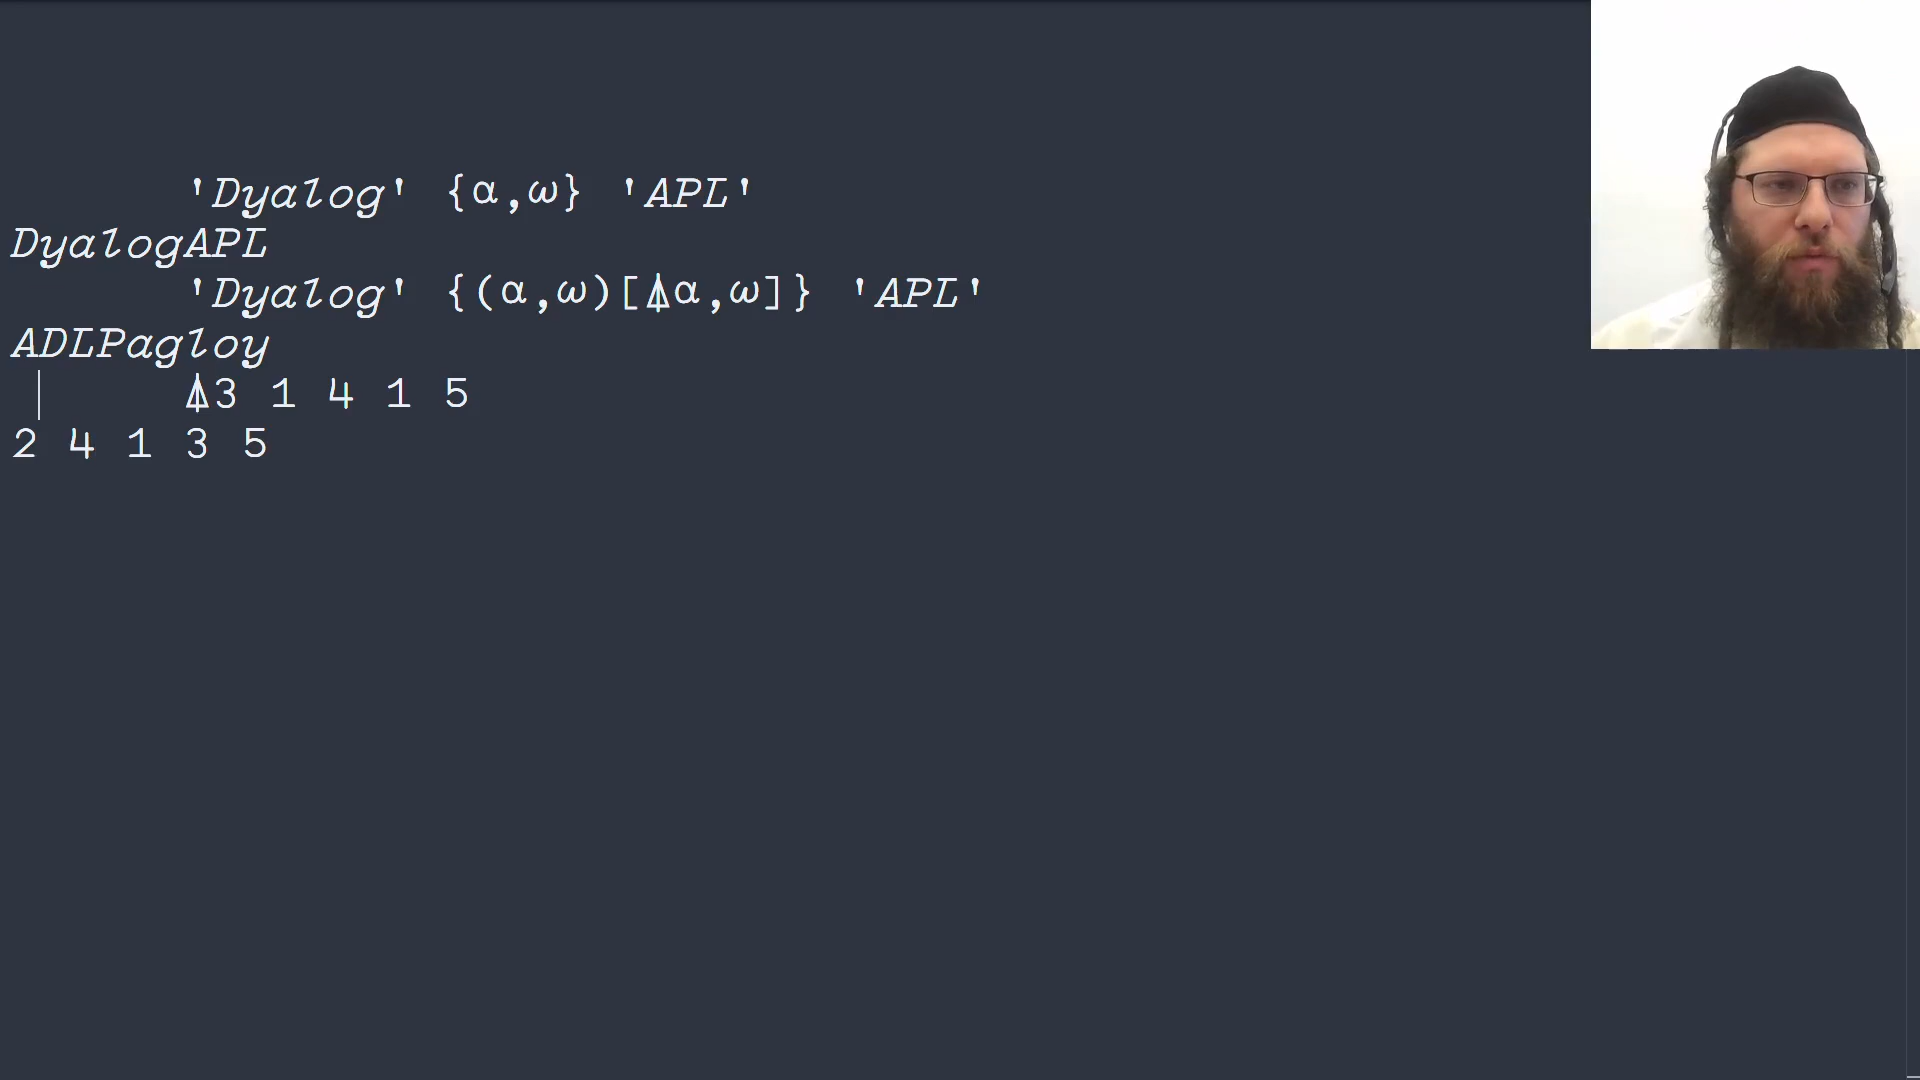 'Dyalog' {⍺,⍵} 'APL'
DyalogAPL
'Dyalog' {(⍺,⍵)[⍋⍺,⍵]} 'APL'
ADLPagloy
⍋3 1 4 1 5
2 4 1 3 5